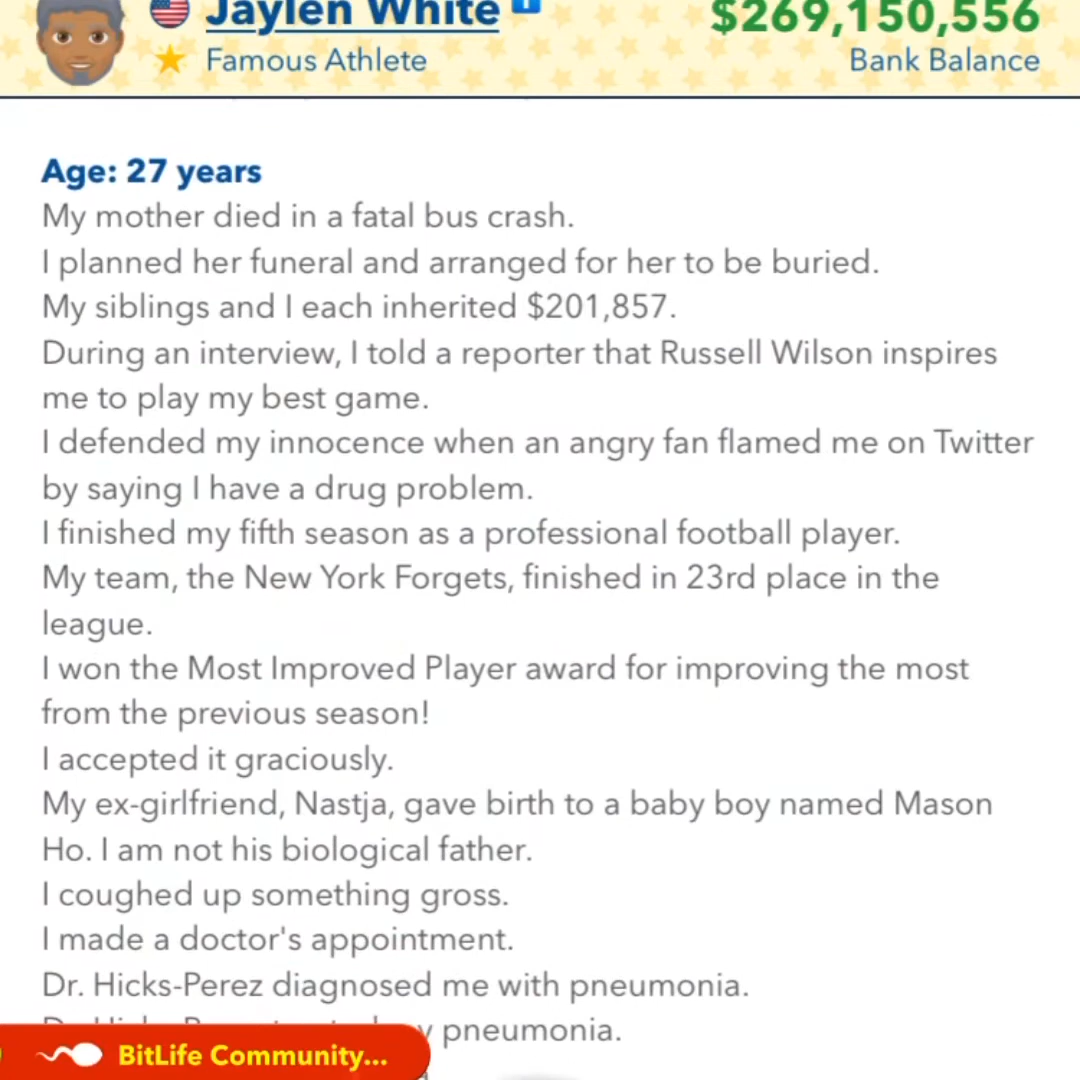 Jaylen White
$269,150,556
Famous Athlete
Bank Balance
Age: 27 years
My mother died in a fatal bus crash.
I planned her funeral and arranged for her to be buried.
My siblings and I each inherited $201,857.
During an interview, I told a reporter that Russell Wilson inspires
me to play my best game.
I defended my innocence when an angry fan flamed me on Twitter
by saying I have a drug problem.
I finished my fifth season as a professional football player.
My team, the New York Forgets, finished in 23rd place in the
league.
I won the Most Improved Player award for improving the most
from the previous season!
I accepted it graciously.
My ex-girlfriend, Nastja, gave birth to a baby boy named Mason
Ho. I am not his biological father.
I coughed up something gross.
I made a doctor's appointment.
Dr. Hicks-Perez diagnosed me with pneumonia.
pneumonia.
BitLife Community...